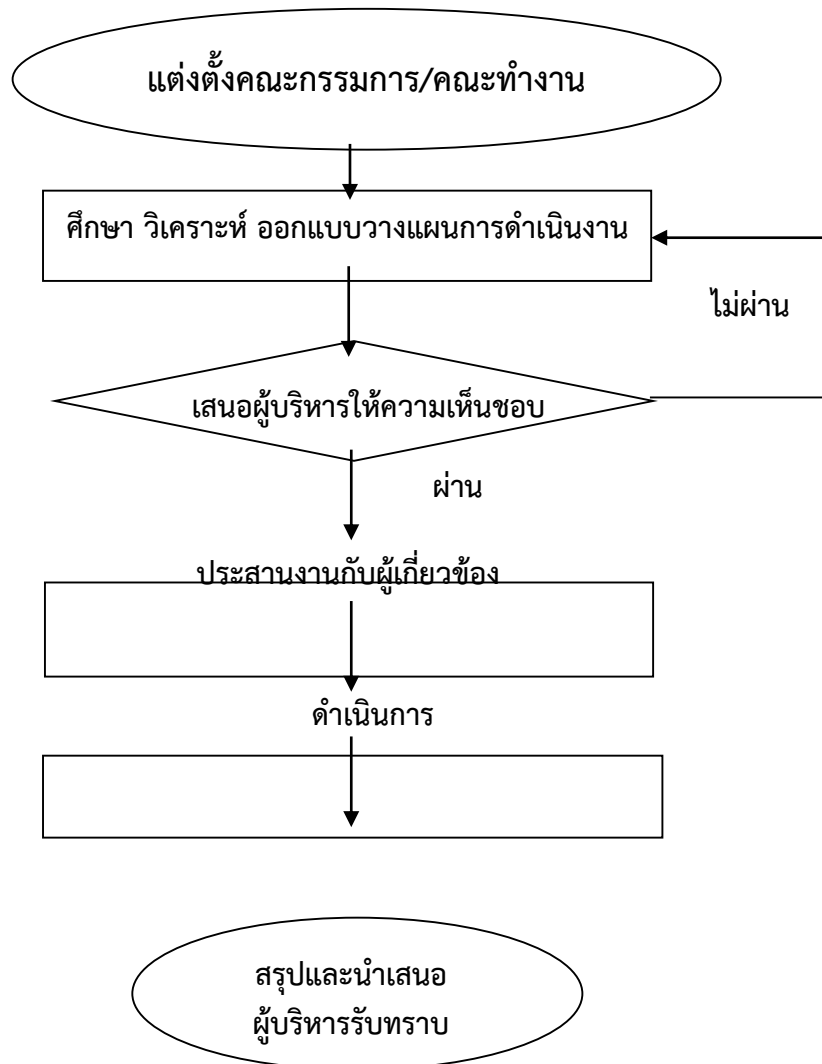 แต่งตั้งคณะกรรมการ/คณะทำงาน
ศึกษา วิเคราะห์ ออกแบบวางแผนการดำเนินงาน
ไม่ผ่าน
เสนอผู้บริหารให้ความเห็นชอบ
ผ่าน
ประสานงานกับผู้เกี่ยวข้อง
ดำเนินการ
สรุปและนำเสนอ
ผู้บริหารรับทราบ